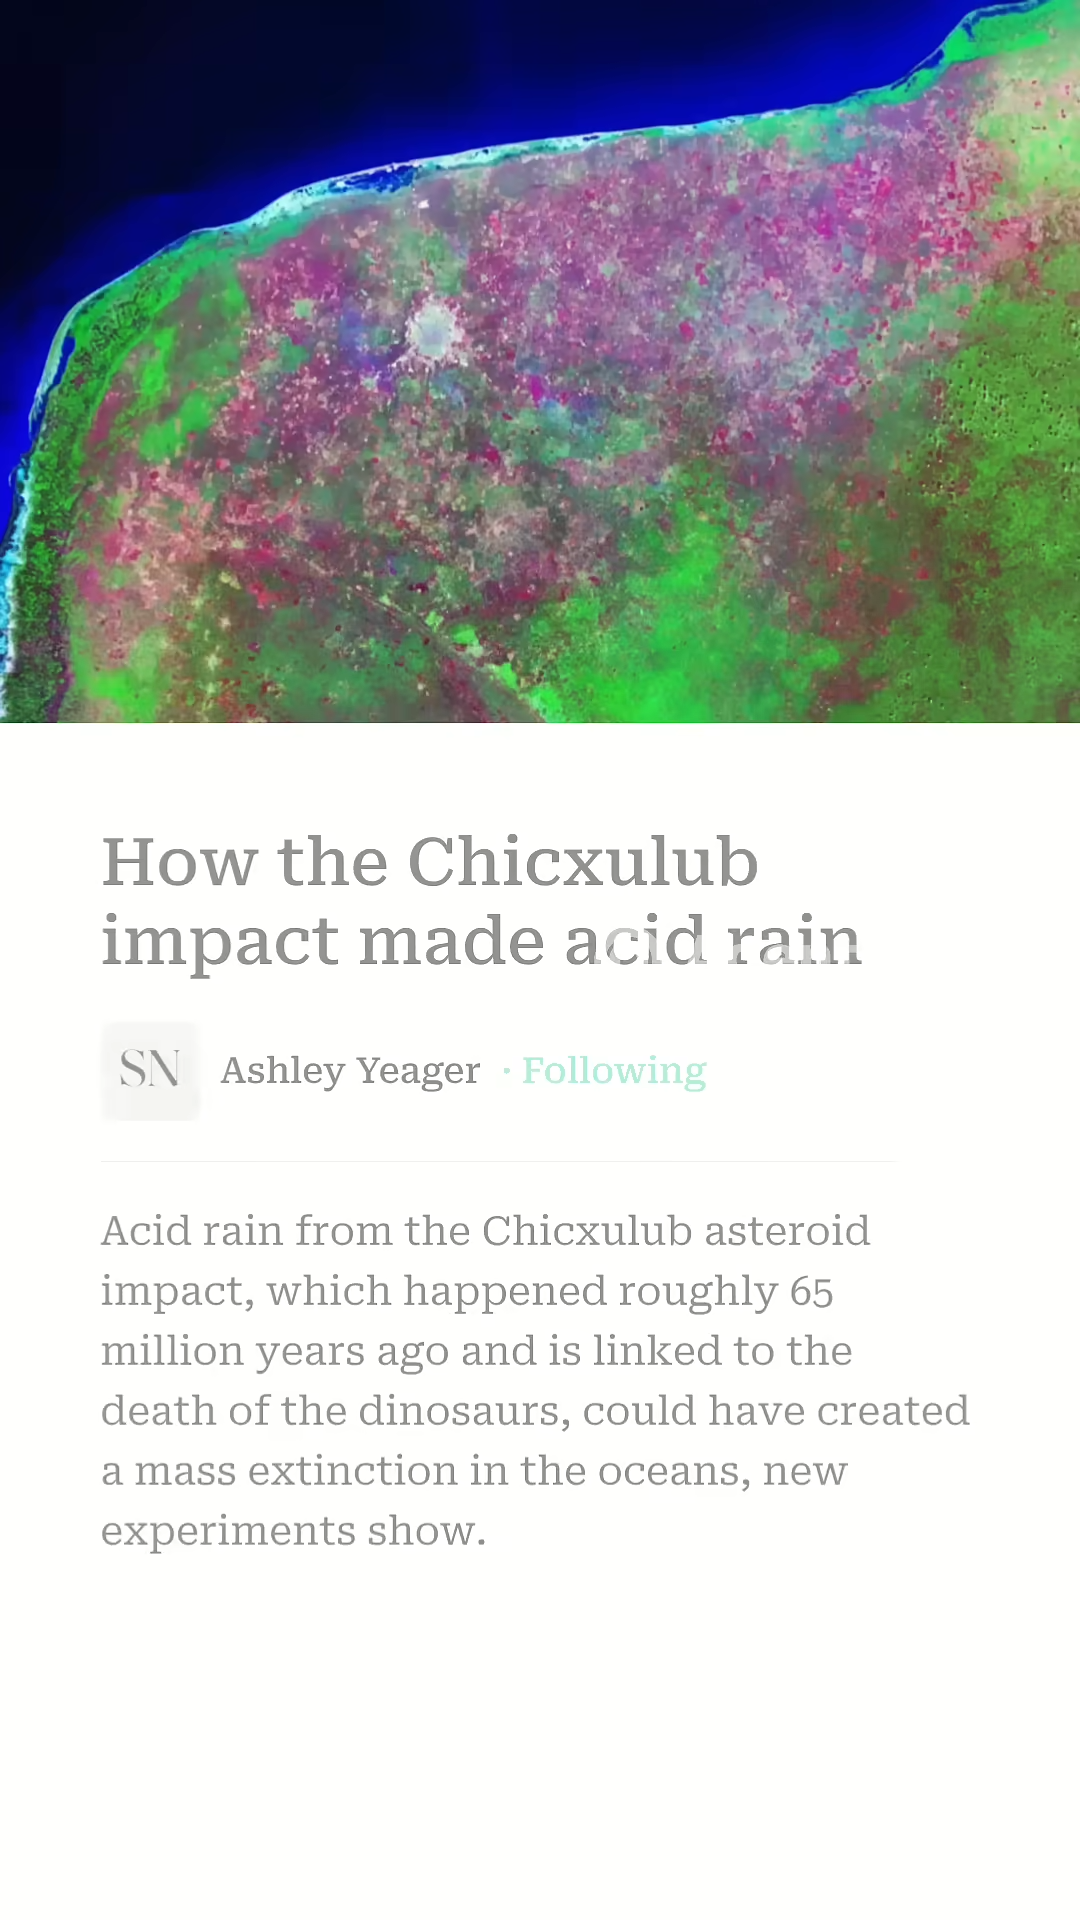 How the Chicxulub
impact made acid rain
SN
Ashley Yeager · Following
Acid rain from the Chicxulub asteroid
impact, which happened roughly 65
million years ago and is linked to the
death of the dinosaurs, could have created
a mass extinction in the oceans, new
experiments show.